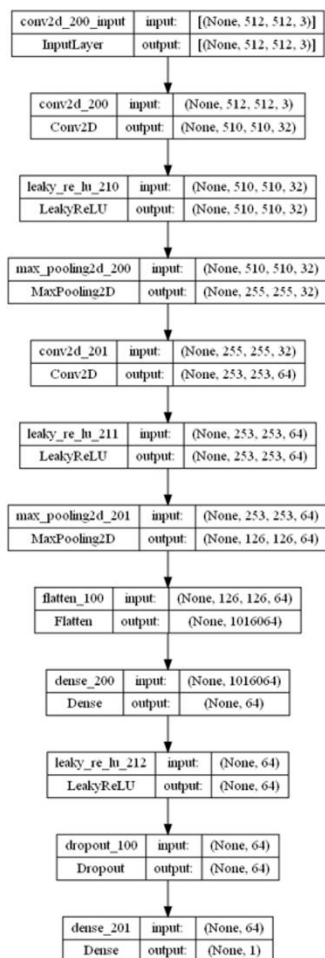 conv2d_200_input input: [(None, 512, 512, 3)]
InputLayer output: [(None, 512, 512, 3)]
conv2d_200 input: (None, 512, 512, 3)
Conv2D output: (None, 510, 510, 32)
leaky_re_lu_210 input: (None, 510, 510, 32)
LeakyReLU output: (None, 510, 510, 32)
max_pooling2d_200 input: (None, 510, 510, 32)
MaxPooling2D output: (None, 255, 255, 32)
conv2d_201 input: (None, 255, 255, 32)
Conv2D output: (None, 253, 253, 64)
leaky_re_lu_211 input: (None, 253, 253, 64)
LeakyReLU output: (None, 253, 253, 64)
max_pooling2d_201 input: (None, 253, 253, 64)
MaxPooling2D output: (None, 126, 126, 64)
flatten_100 input: (None, 126, 126, 64)
Flatten output: (None, 1016064)
dense_200 input: (None, 1016064)
Dense output: (None, 64)
leaky_re_lu_212 input: (None, 64)
LeakyReLU output: (None, 64)
dropout_100 input: (None, 64)
Dropout output: (None, 64)
dense_201 input: (None, 64)
Dense output: (None, 1)